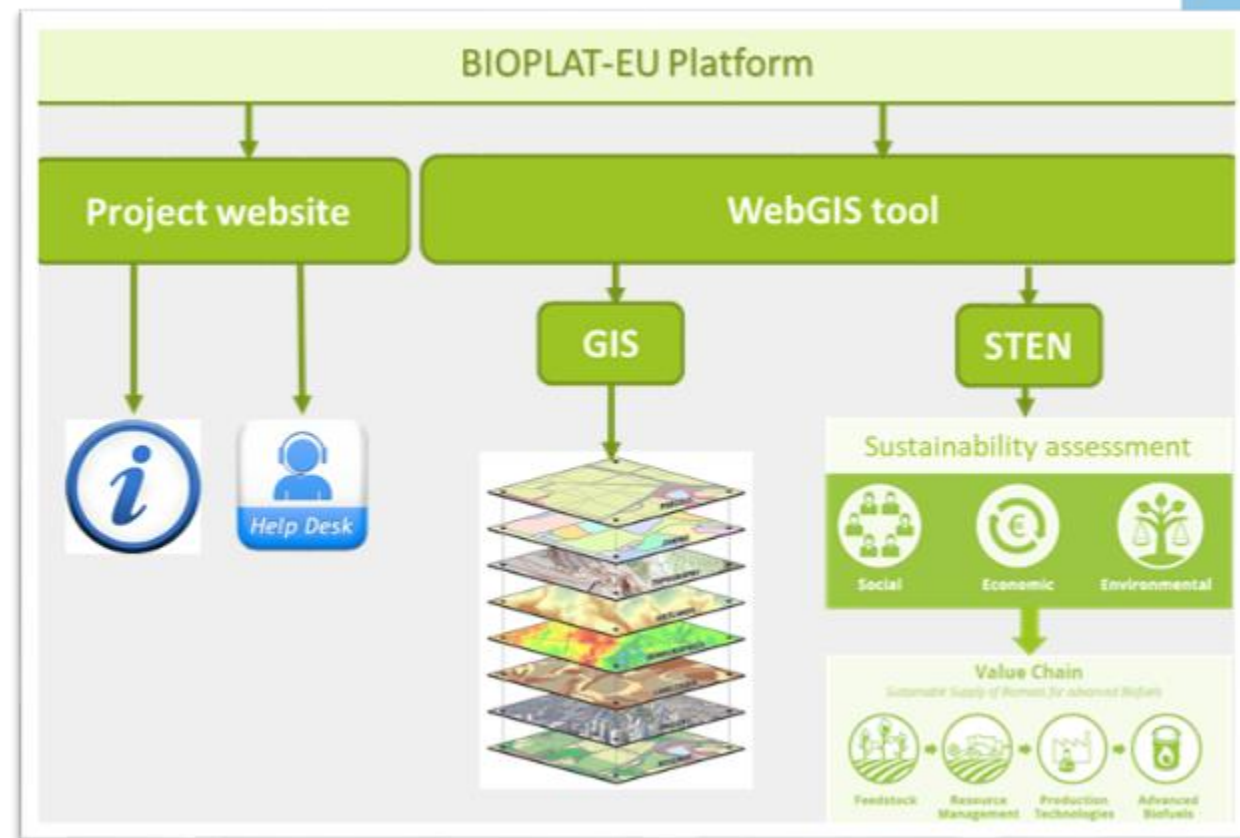 BIOPLAT-EU Platform
Project website
WebGIS tool
GIS
STEN
i
Help Desk
Sustainability assessment
Social
Economic
Environmental
Value Chain
Sustainable Supply of Biomass for advanced Biofuels
Feedstock
Resource
Management
Production
Technologies
Advanced
Biofuels